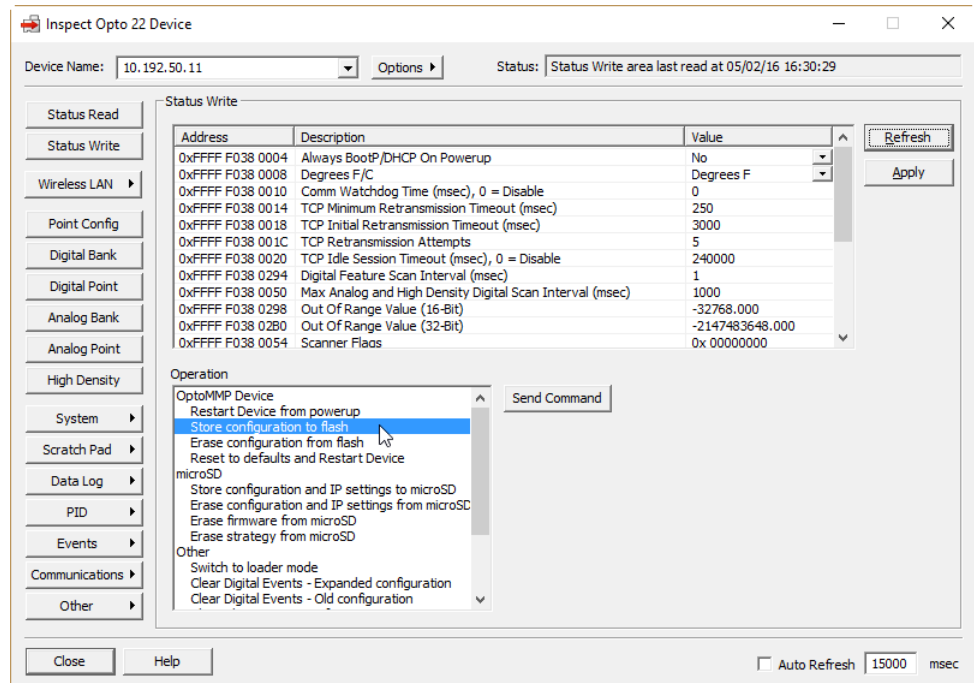 Inspect Opto 22 Device
Device Name: 10.192.50.11 Options Status: Status Write area last read at 05/02/16 16:30:29
Status Read
Status Write
Wireless LAN
Point Config
Digital Bank
Digital Point
Analog Bank
Analog Point
High Density
System
Scratch Pad
Data Log
PID
Events
Communications
Other
Status Write
Address Description Value
0xFFFF F038 0004 Always BootP/DHCP On Powerup No
0xFFFF F038 0008 Degrees F/C Degrees F
0xFFFF F038 0010 Comm Watchdog Time (msec), 0 = Disable 0
0xFFFF F038 0014 TCP Minimum Retransmission Timeout (msec) 250
0xFFFF F038 0018 TCP Initial Retransmission Timeout (msec) 3000
0xFFFF F038 001C TCP Retransmission Attempts 5
0xFFFF F038 0020 TCP Idle Session Timeout (msec), 0 = Disable 240000
0xFFFF F038 0294 Digital Feature Scan Interval (msec) 1
0xFFFF F038 0050 Max Analog and High Density Digital Scan Interval (msec) 1000
0xFFFF F038 0298 Out Of Range Value (16-Bit) -32768.000
0xFFFF F038 02B0 Out Of Range Value (32-Bit) -2147483648.000
0xFFFF F038 0054 Scanner Flags 0x 00000000
Refresh
Apply
Operation
OptoMMP Device
Restart Device from powerup
Store configuration to flash
Erase configuration from flash
Reset to defaults and Restart Device
microSD
Store configuration and IP settings to microSD
Erase configuration and IP settings from microSD
Erase firmware from microSD
Erase strategy from microSD
Other
Switch to loader mode
Clear Digital Events - Expanded configuration
Clear Digital Events - Old configuration
Send Command
Close Help Auto Refresh 15000 msec